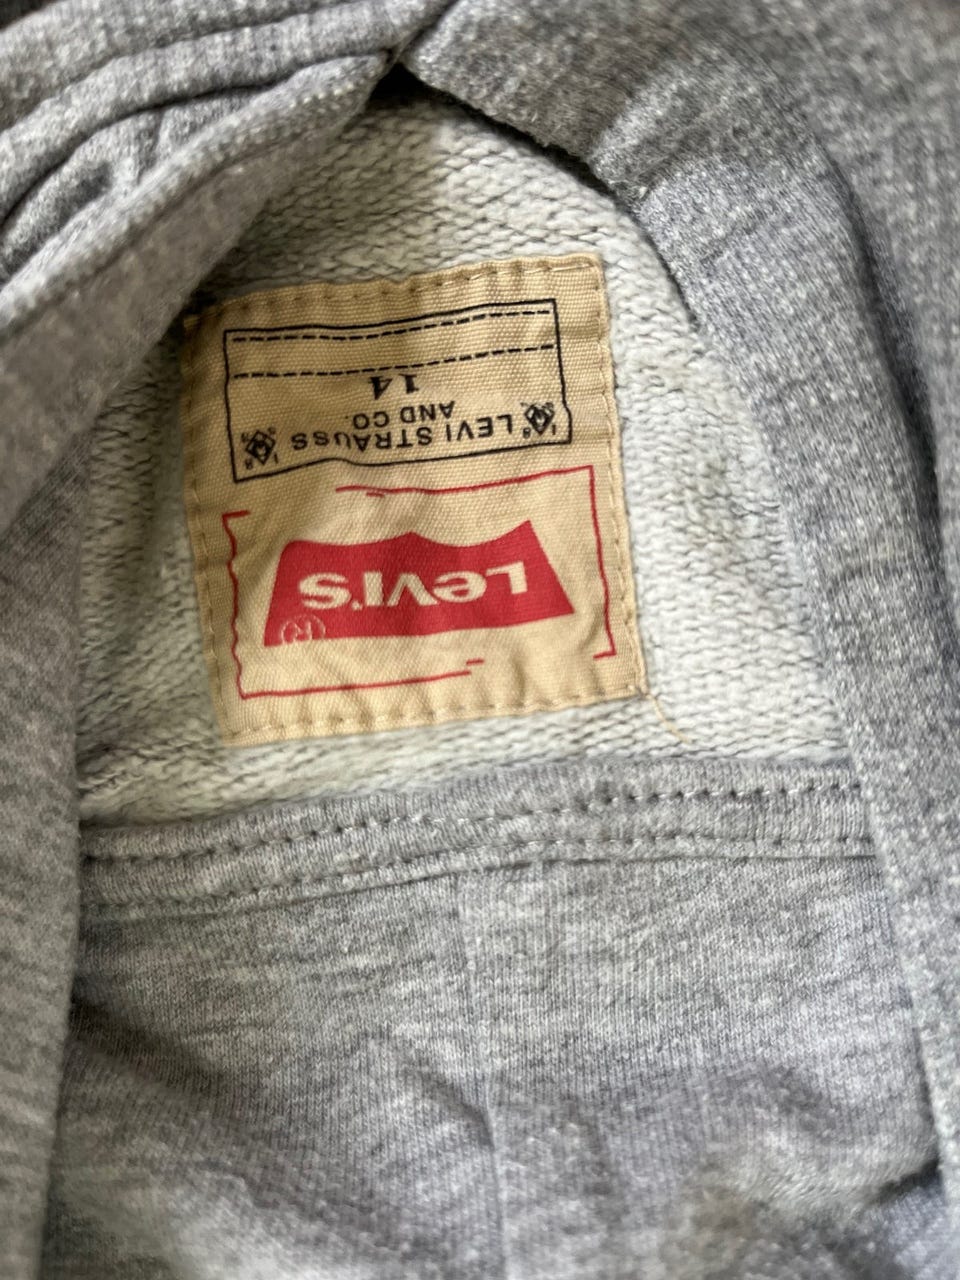 Levi's
®
LEVI STRAUSS
AND CO.
14